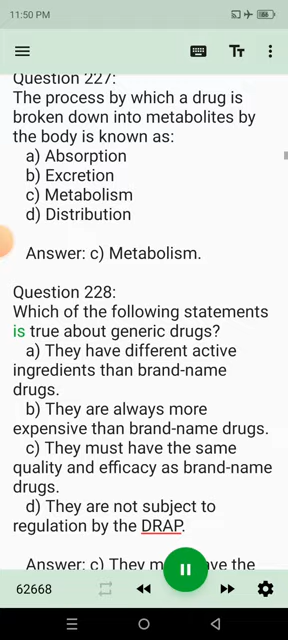 11:50 PM
66
Question 227:
The process by which a drug is
broken down into metabolites by
the body is known as:
a) Absorption
b) Excretion
c) Metabolism
d) Distribution
Answer: c) Metabolism.
Question 228:
Which of the following statements
is true about generic drugs?
a) They have different active
ingredients than brand-name
drugs.
b) They are always more
expensive than brand-name drugs.
c) They must have the same
quality and efficacy as brand-name
drugs.
d) They are not subject to
regulation by the DRAP.
Answer: c) They have the
62668